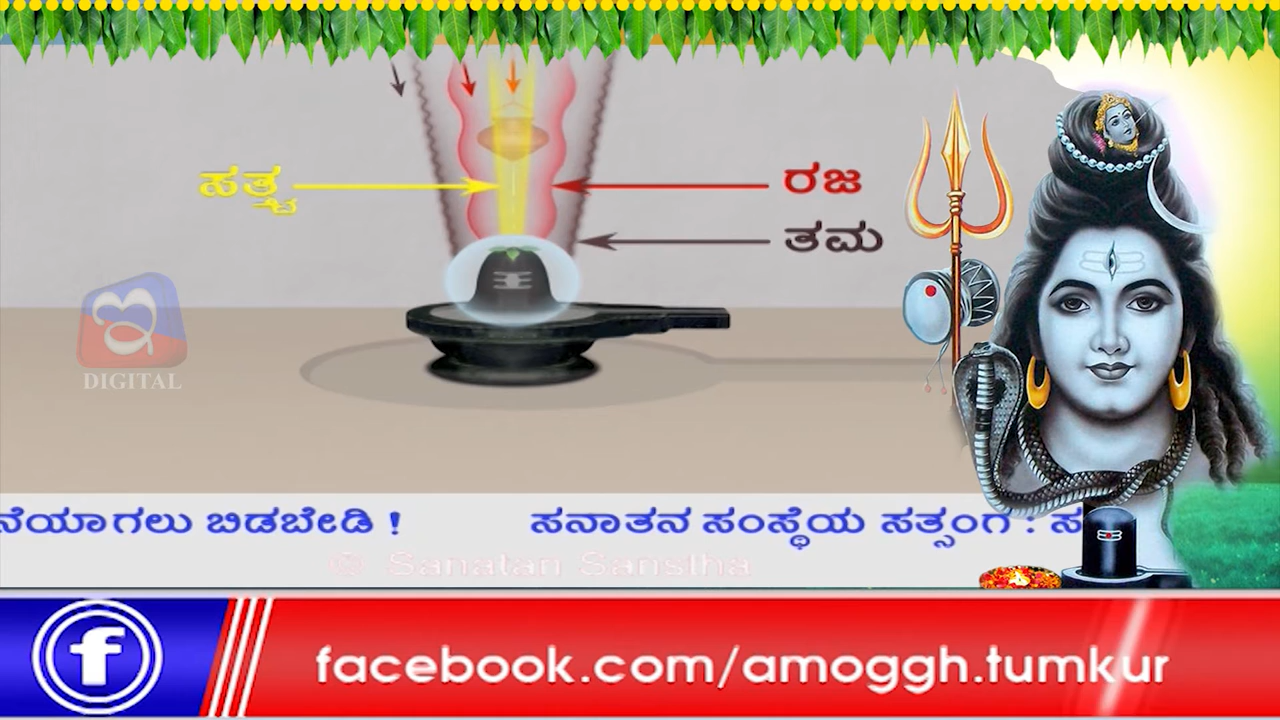 ಸತ್ತ್ವ
ರಜ
ತಮ
DIGITAL
ನೆಯಾಗಲು ಬಿಡಬೇಡಿ ! ಸನಾತನ ಸಂಸ್ಥೆಯ ಸತ್ಸಂಗ : ಸ
© Sanatan Sanstha
f facebook.com/amoggh.tumkur